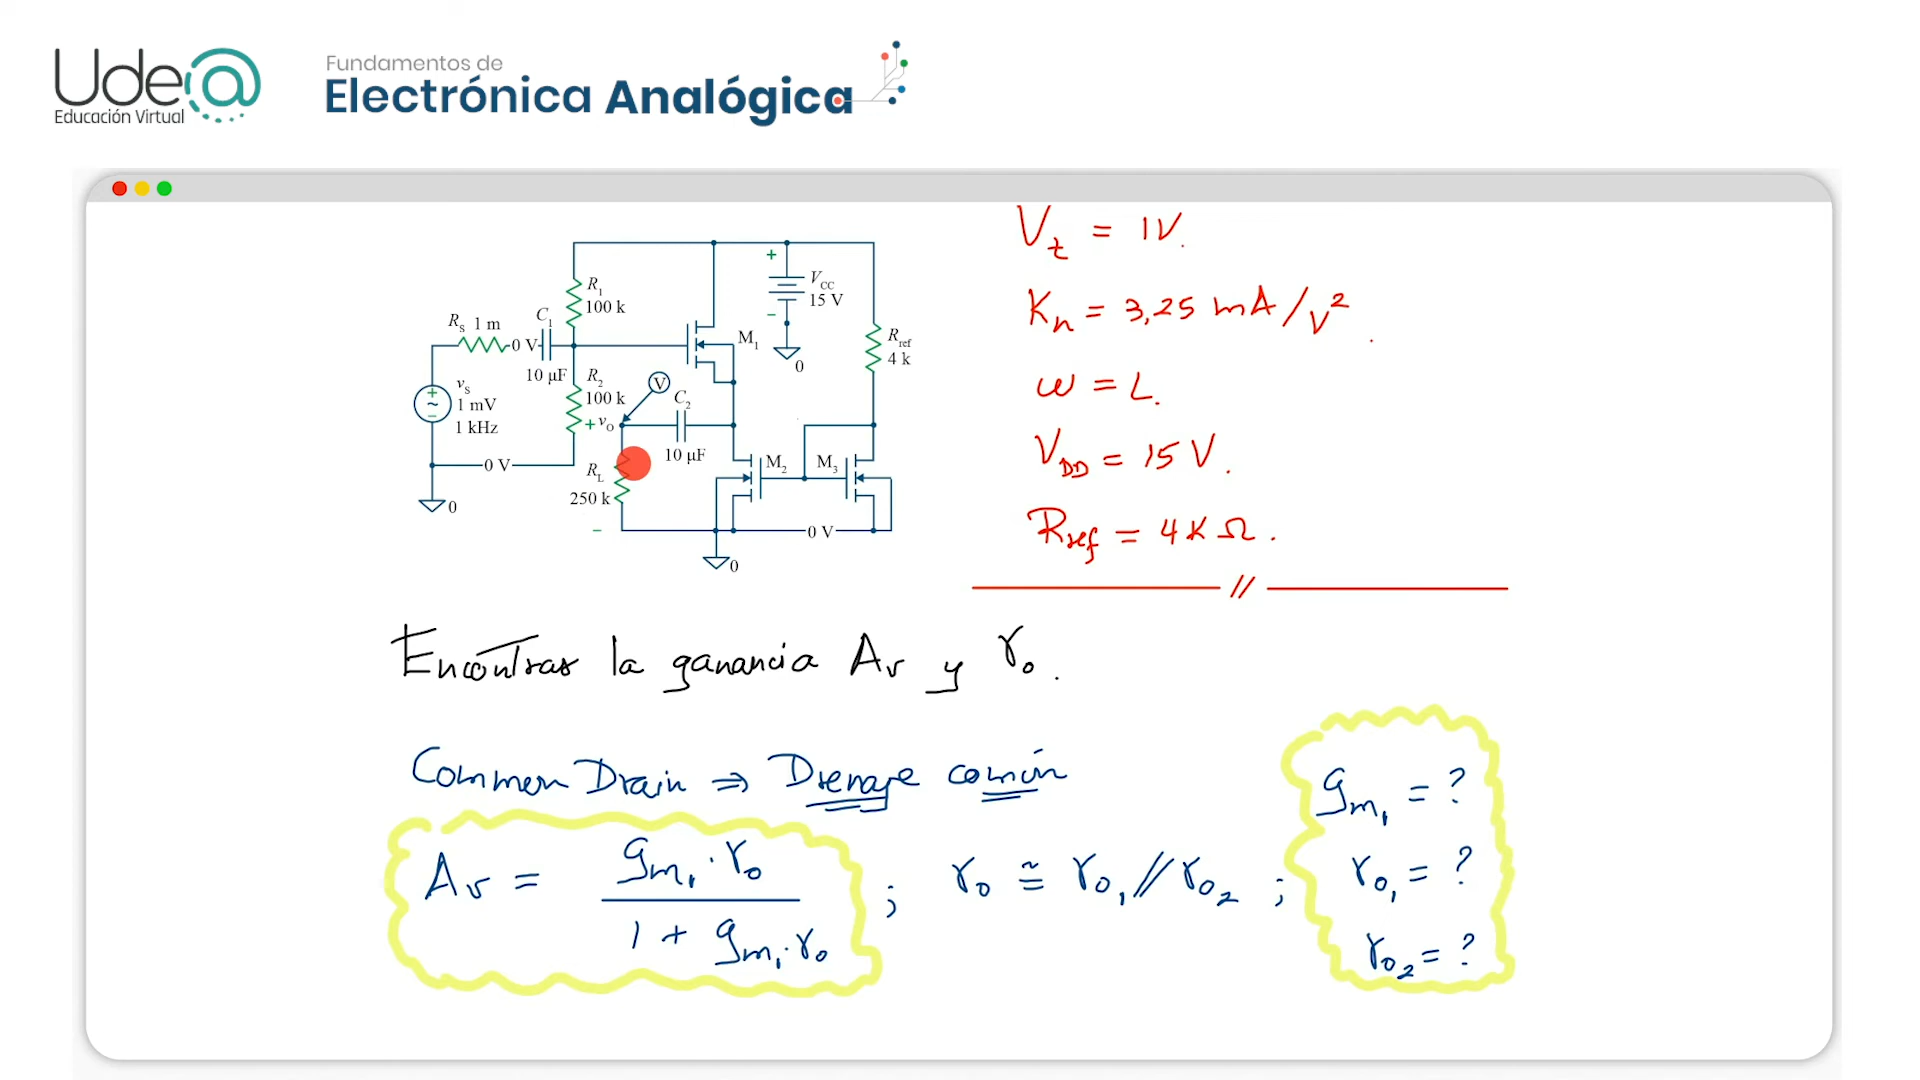 Ude@
Educación Virtual
Fundamentos de
Electrónica Analógica
R1
100 k
VCC
15 V
+
−
0
Rs 1 m
C1
0 V
10 µF
vs
1 mV
1 kHz
+
~
−
R2
100 k
V
+vo
C2
10 µF
M1
Rref
4 k
M2
M3
RL
250 k
−
0 V
0 V
0
0
Vt = 1V.
Kn = 3,25 mA/V²
W = L.
VDD = 15 V.
Rref = 4KΩ.
//
Encontrar la ganancia Av y ro.
Common Drain ⇒ Drenaje común
Av = gm1·ro / 1 + gm1·ro ; ro ≅ ro1//ro2 ;
gm1 = ?
ro1 = ?
ro2 = ?